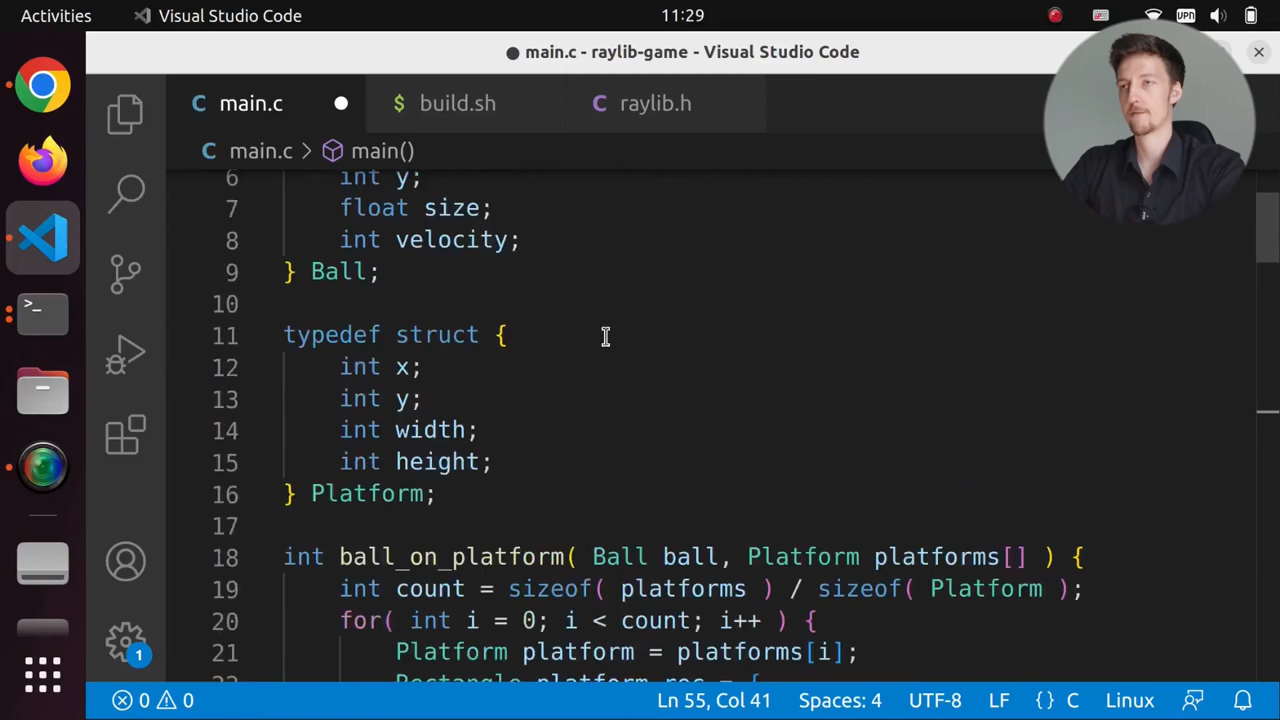 Activities
Visual Studio Code
11:29
VPN
● main.c - raylib-game - Visual Studio Code
C main.c
$ build.sh
C raylib.h
C main.c > main()
6 int y;
7 float size;
8 int velocity;
9 } Ball;
10
11 typedef struct {
12 int x;
13 int y;
14 int width;
15 int height;
16 } Platform;
17
18 int ball_on_platform( Ball ball, Platform platforms[] ) {
19 int count = sizeof( platforms ) / sizeof( Platform );
20 for( int i = 0; i < count; i++ ) {
21 Platform platform = platforms[i];
22 Rectangle platform_rec = {
1
0 0
Ln 55, Col 41
Spaces: 4
UTF-8
LF
{ } C
Linux